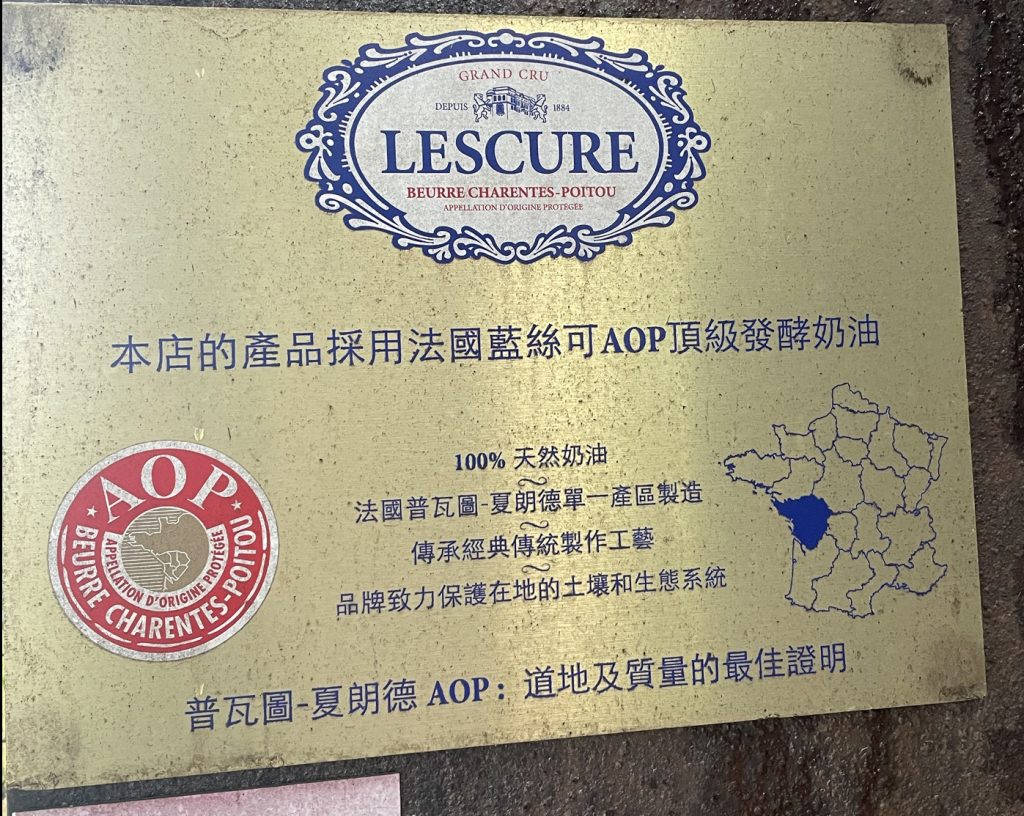 GRAND CRU
DEPUIS 1884
LESCURE
BEURRE CHARENTES-POITOU
APPELLATION D'ORIGINE PROTÉGÉE
本店的產品採用法國藍絲可AOP頂級發酵奶油
100% 天然奶油
法國普瓦圖-夏朗德單一產區製造
傳承經典傳統製作工藝
品牌致力保護在地的土壤和生態系統
AOP
APPELLATION D'ORIGINE PROTÉGÉE
BEURRE CHARENTES-POITOU
普瓦圖-夏朗德 AOP：道地及質量的最佳證明